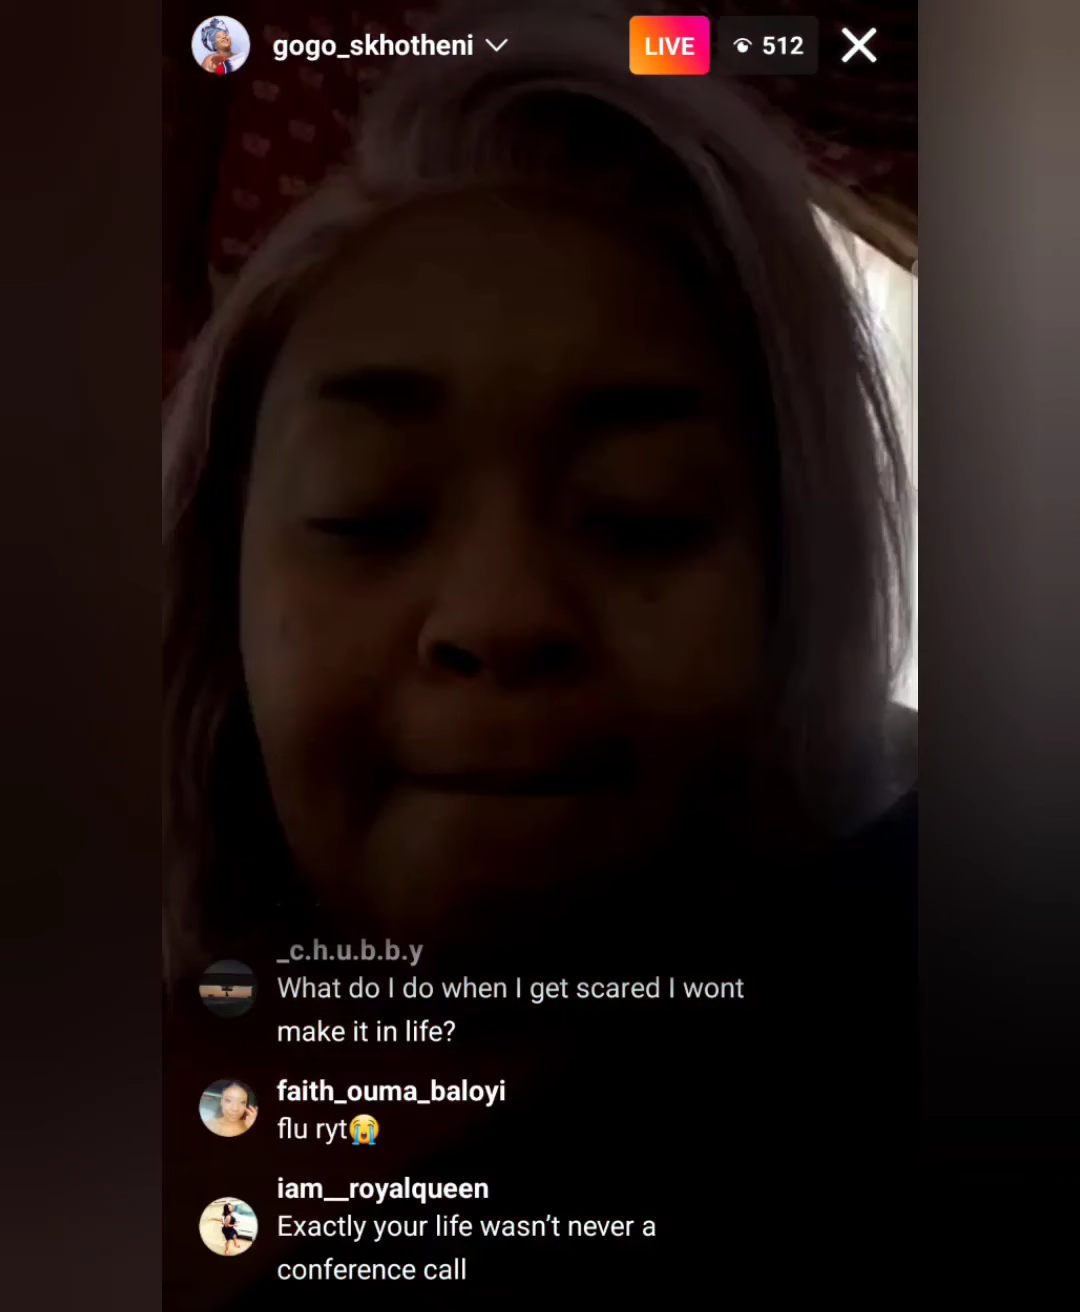 gogo_skhotheni
LIVE
512
_c.h.u.b.b.y
What do I do when I get scared I wont
make it in life?
faith_ouma_baloyi
flu ryt😭
iam__royalqueen
Exactly your life wasn't never a
conference call